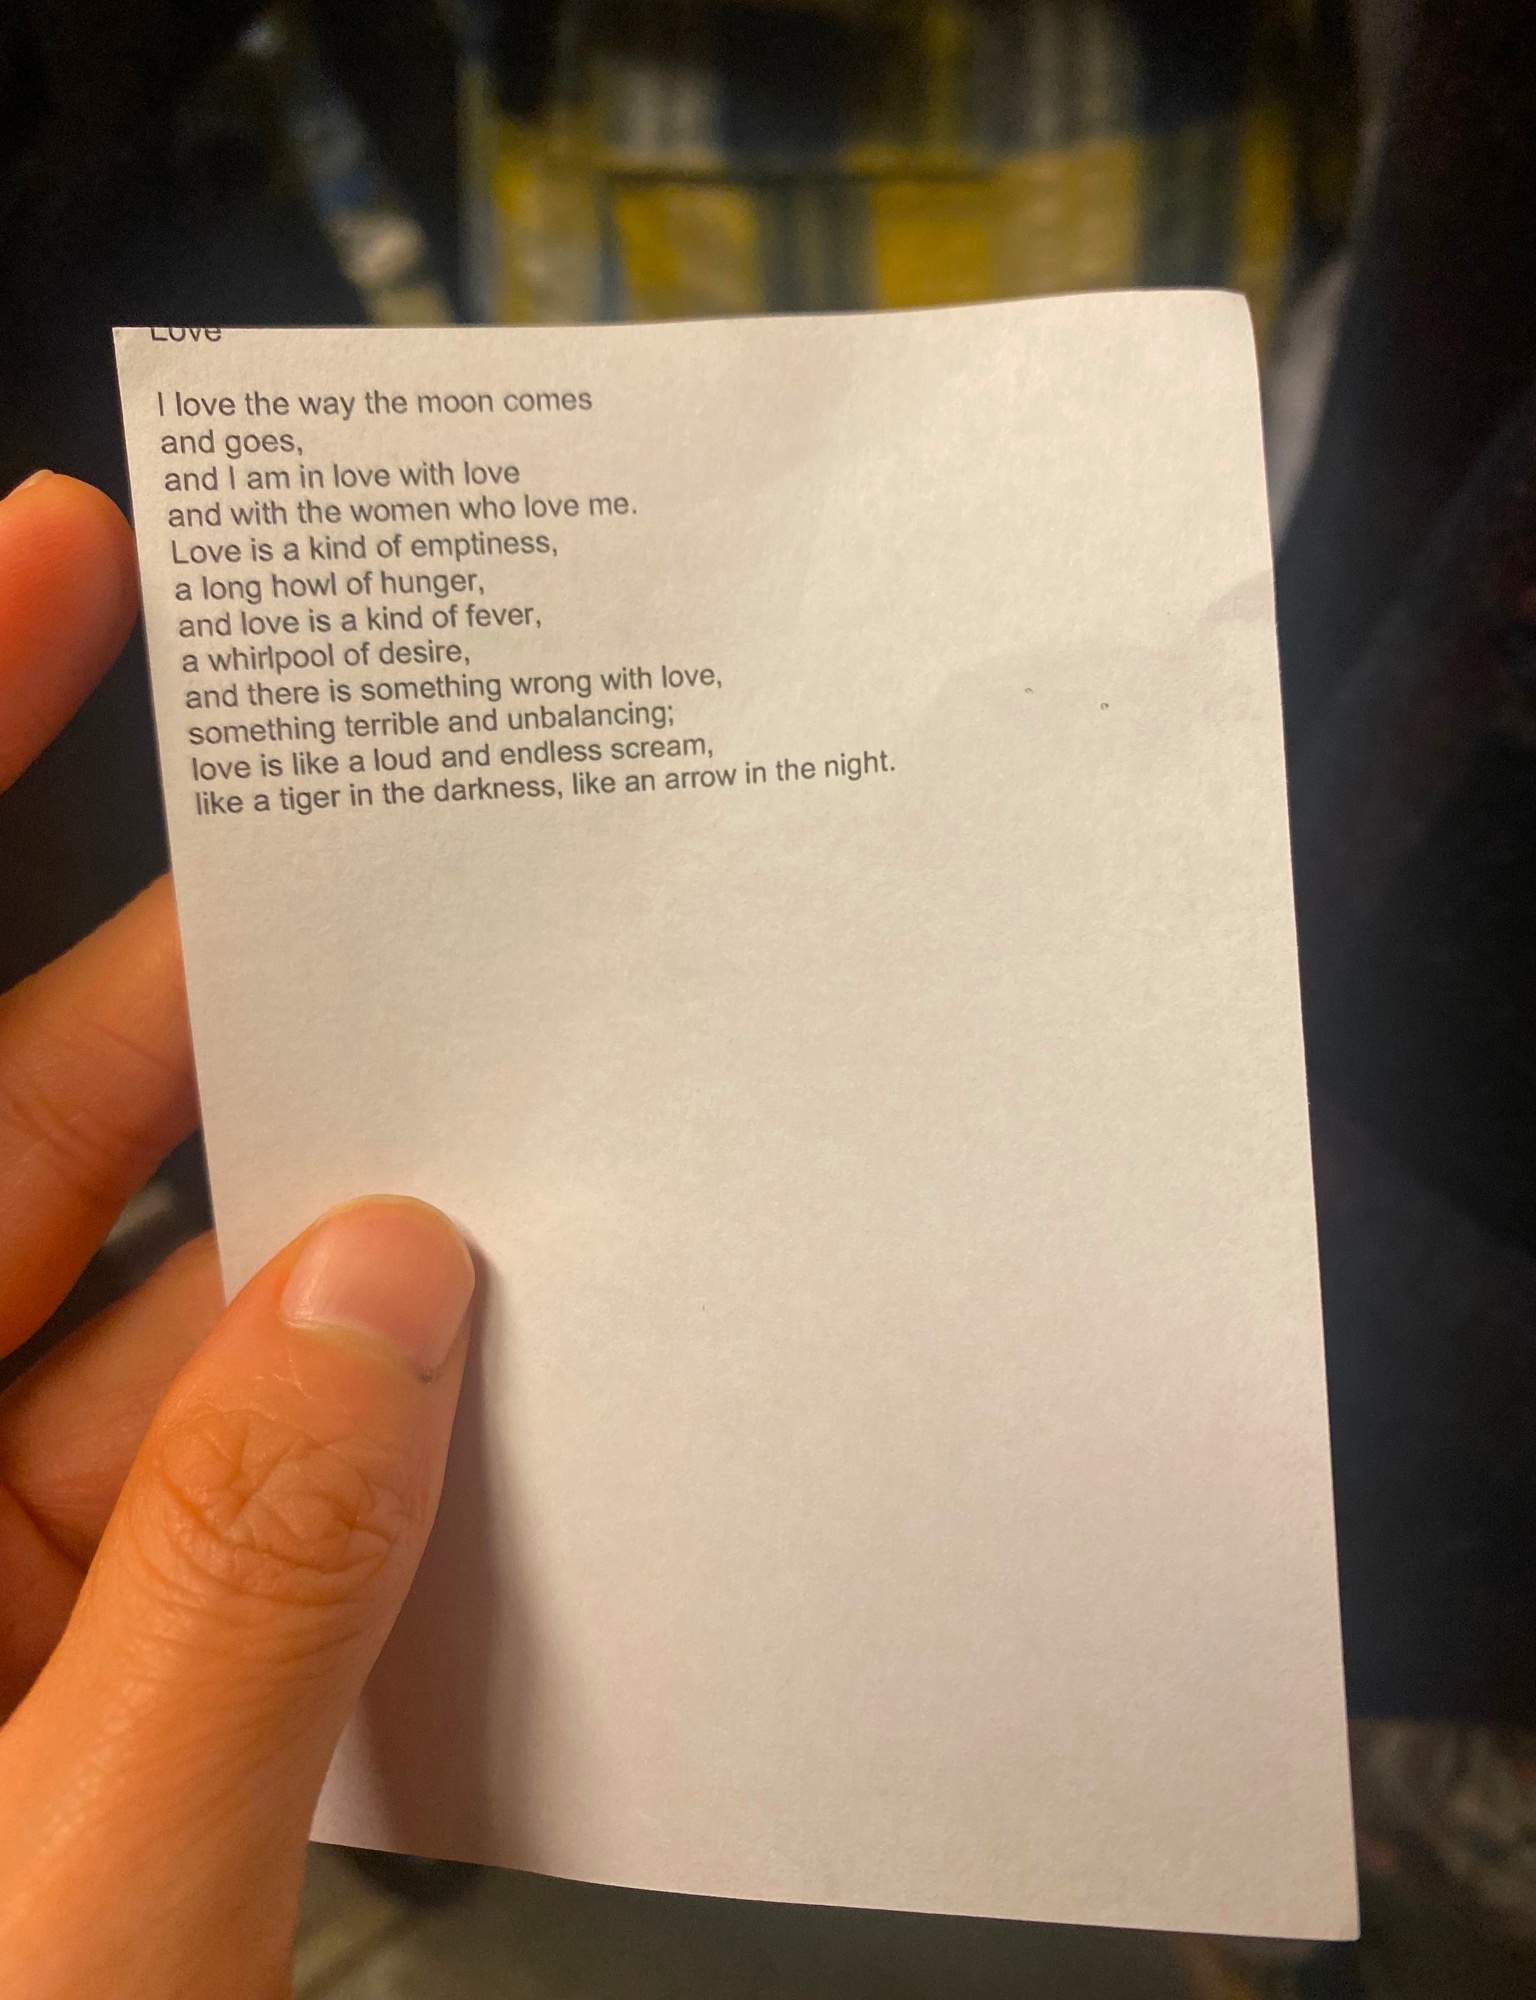 Love
I love the way the moon comes
and goes,
and I am in love with love
and with the women who love me.
Love is a kind of emptiness,
a long howl of hunger,
and love is a kind of fever,
a whirlpool of desire,
and there is something wrong with love,
something terrible and unbalancing;
love is like a loud and endless scream,
like a tiger in the darkness, like an arrow in the night.